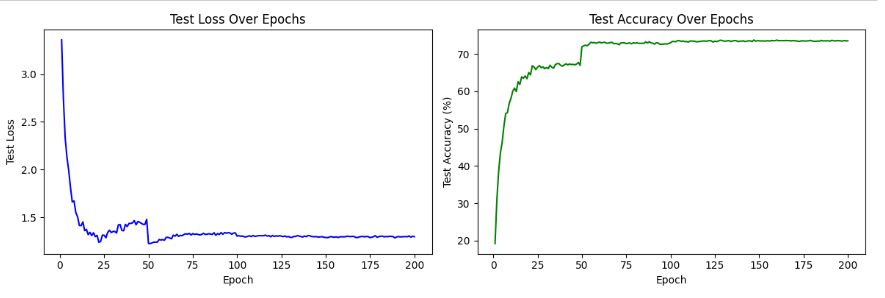 Test Loss Over Epochs
3.0
2.5
2.0
1.5
Test Loss
0 25 50 75 100 125 150 175 200
Epoch
Test Accuracy Over Epochs
70
60
50
40
30
20
Test Accuracy (%)
0 25 50 75 100 125 150 175 200
Epoch